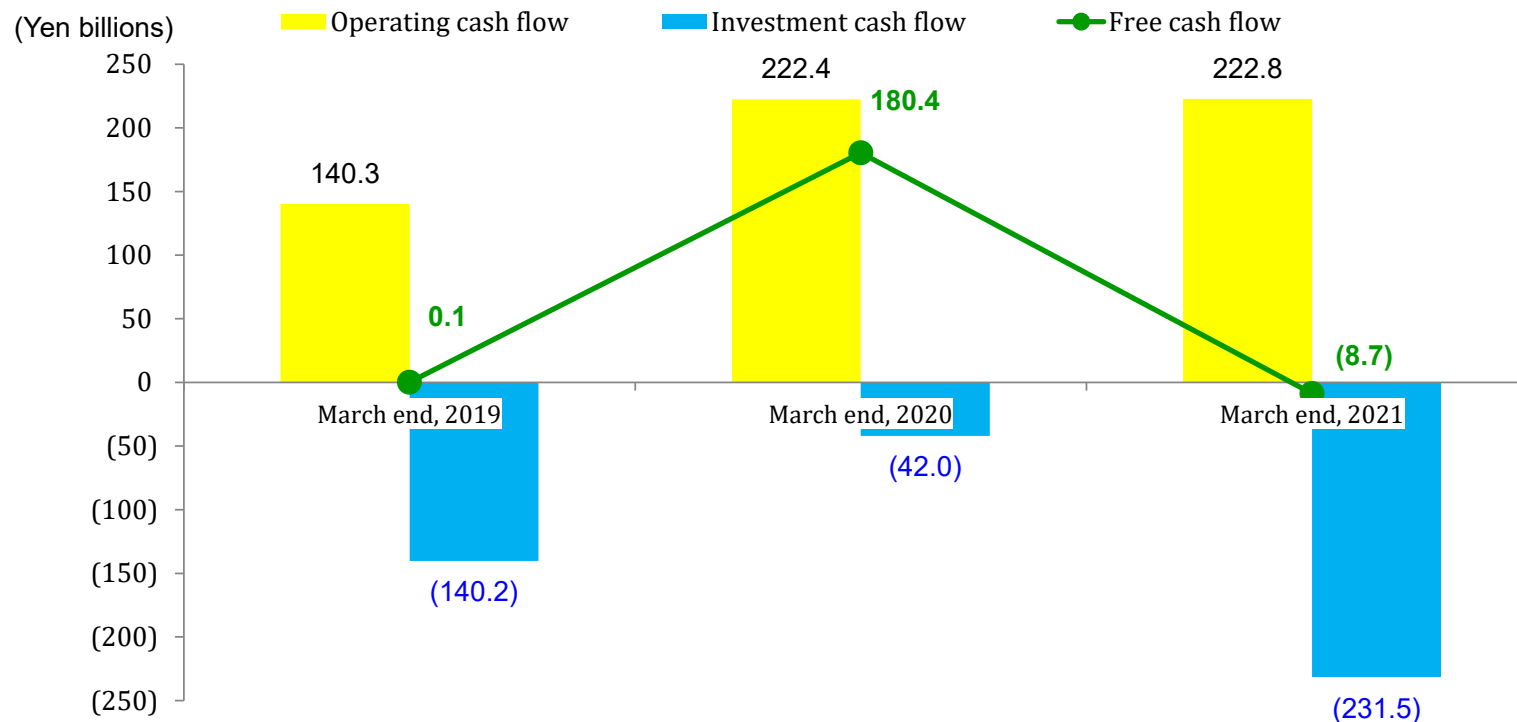 (Yen billions)
Operating cash flow
Investment cash flow
Free cash flow
250
200
150
100
50
0
(50)
(100)
(150)
(200)
(250)
140.3
222.4
222.8
180.4
0.1
(8.7)
March end, 2019
March end, 2020
March end, 2021
(140.2)
(42.0)
(231.5)